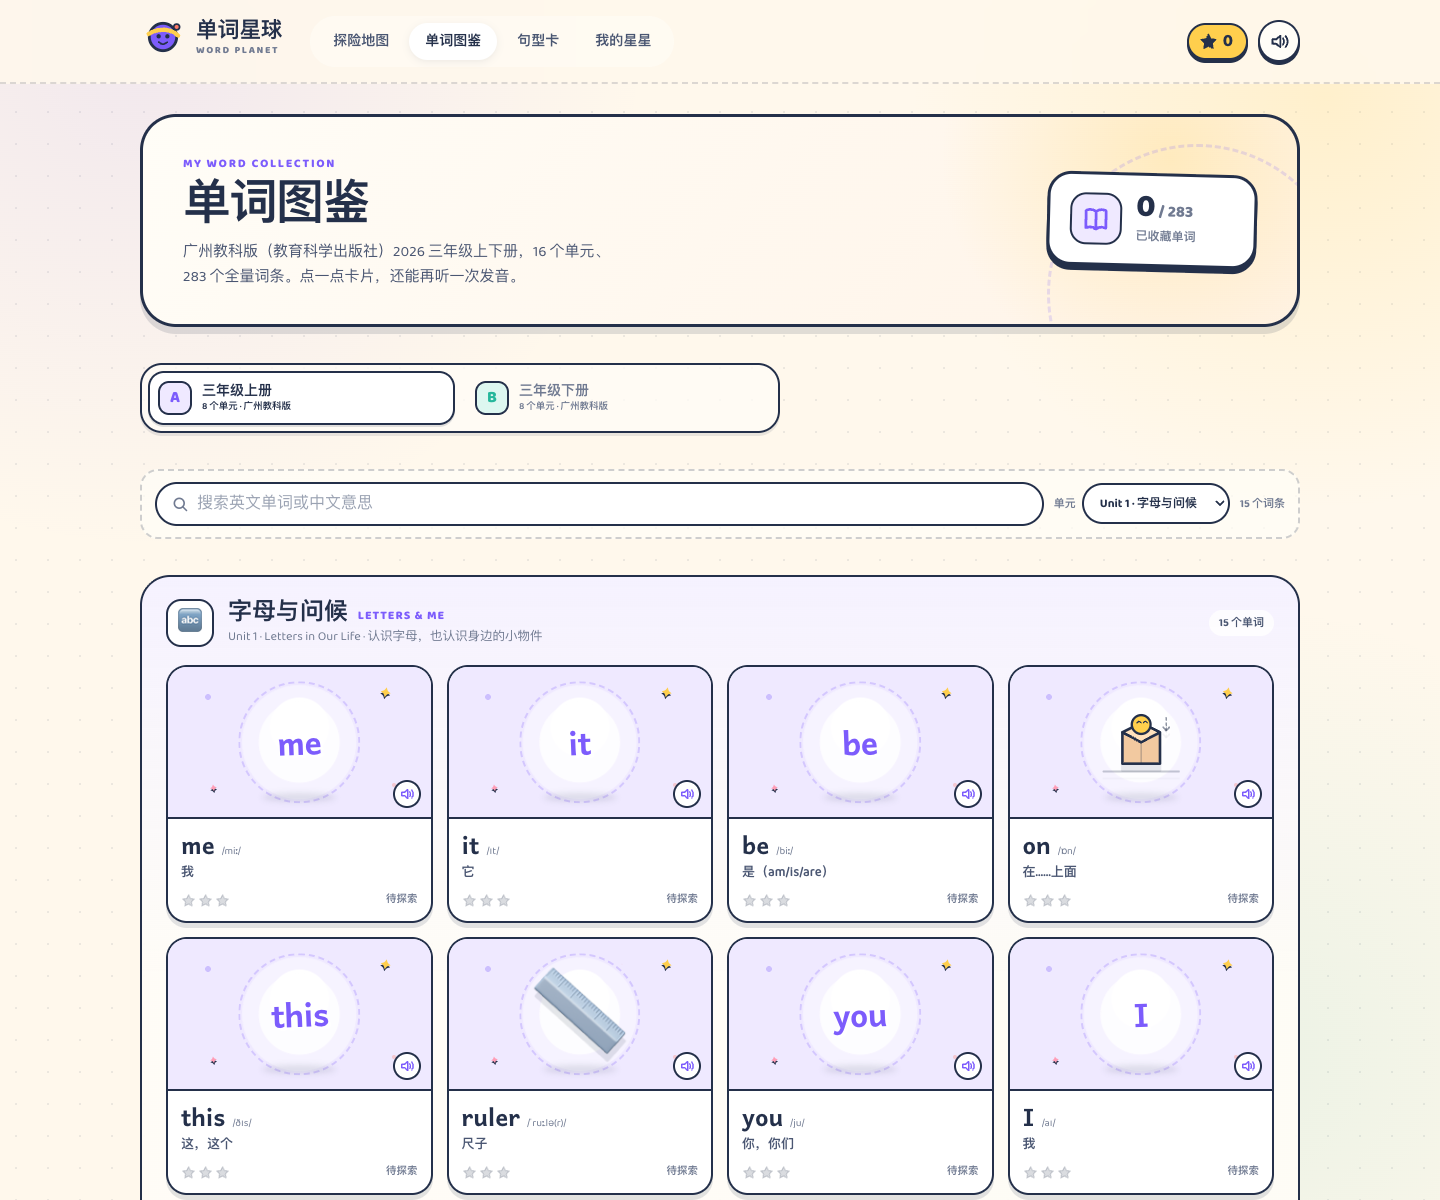 单词星球
WORD PLANET
探险地图
单词图鉴
句型卡
我的星星
0
MY WORD COLLECTION
单词图鉴
广州教科版（教育科学出版社）2026 三年级上下册，16 个单元、
283 个全量词条。点一点卡片，还能再听一次发音。
0 / 283
已收藏单词
A
三年级上册
8 个单元 · 广州教科版
B
三年级下册
8 个单元 · 广州教科版
搜索英文单词或中文意思
单元
Unit 1 · 字母与问候
15 个词条
abc
字母与问候 LETTERS & ME
Unit 1 · Letters in Our Life · 认识字母，也认识身边的小物件
15 个单词
me
me /miː/
我
待探索
it
it /ɪt/
它
待探索
be
be /biː/
是（am/is/are）
待探索
on /ɒn/
在……上面
待探索
this
this /ðɪs/
这，这个
待探索
ruler /ˈruːlə(r)/
尺子
待探索
you
you /ju/
你，你们
待探索
I
I /aɪ/
我
待探索